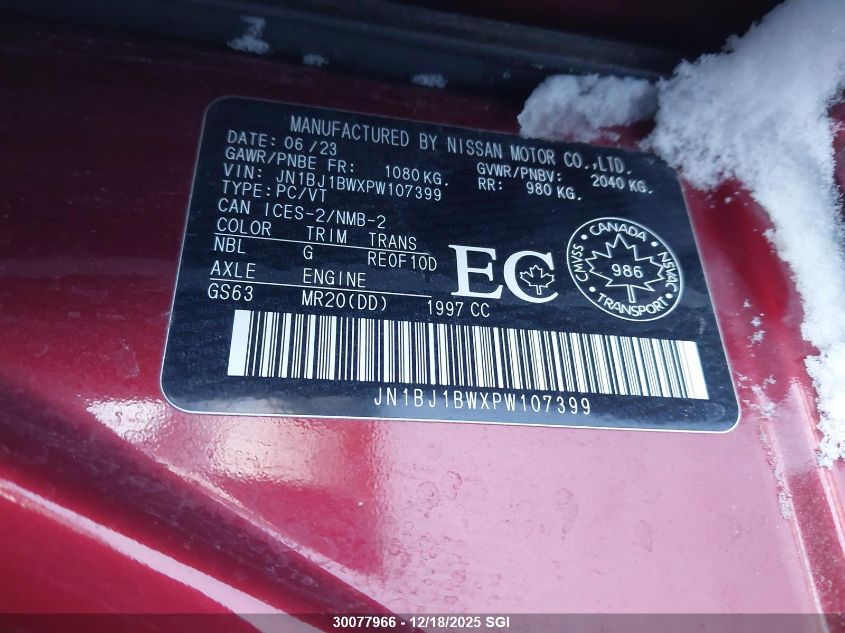 MANUFACTURED BY NISSAN MOTOR CO.,LTD.
DATE: 06/23
GAWR/PNBE FR: 1080 KG. GVWR/PNBV: 2040 KG.
RR: 980 KG.
VIN: JN1BJ1BWXPW107399
TYPE: PC/VT
CAN ICES-2/NMB-2
COLOR TRIM TRANS
NBL G RE0F10D
AXLE ENGINE
GS63 MR20(DD) 1997 CC
EC
CANADA
CMVSS 986 NSVAC
TRANSPORT
JN1BJ1BWXPW107399
30077966 - 12/18/2025 SGI